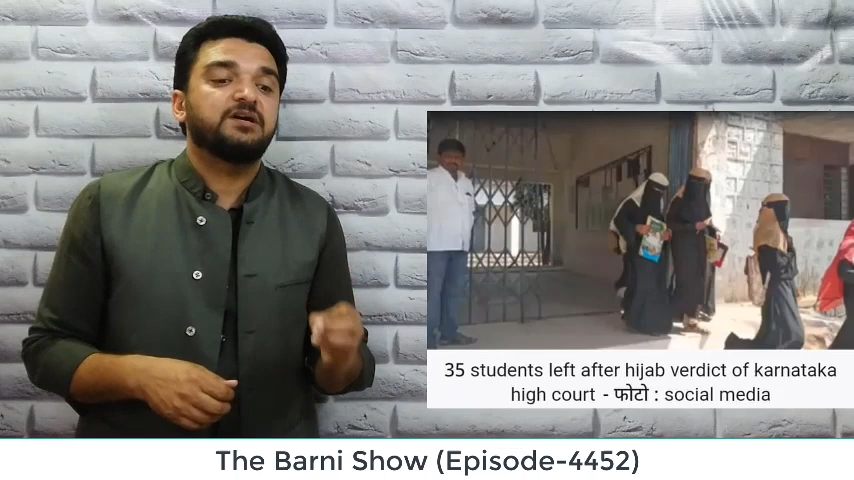 35 students left after hijab verdict of karnataka
high court - फोटो : social media
The Barni Show (Episode-4452)